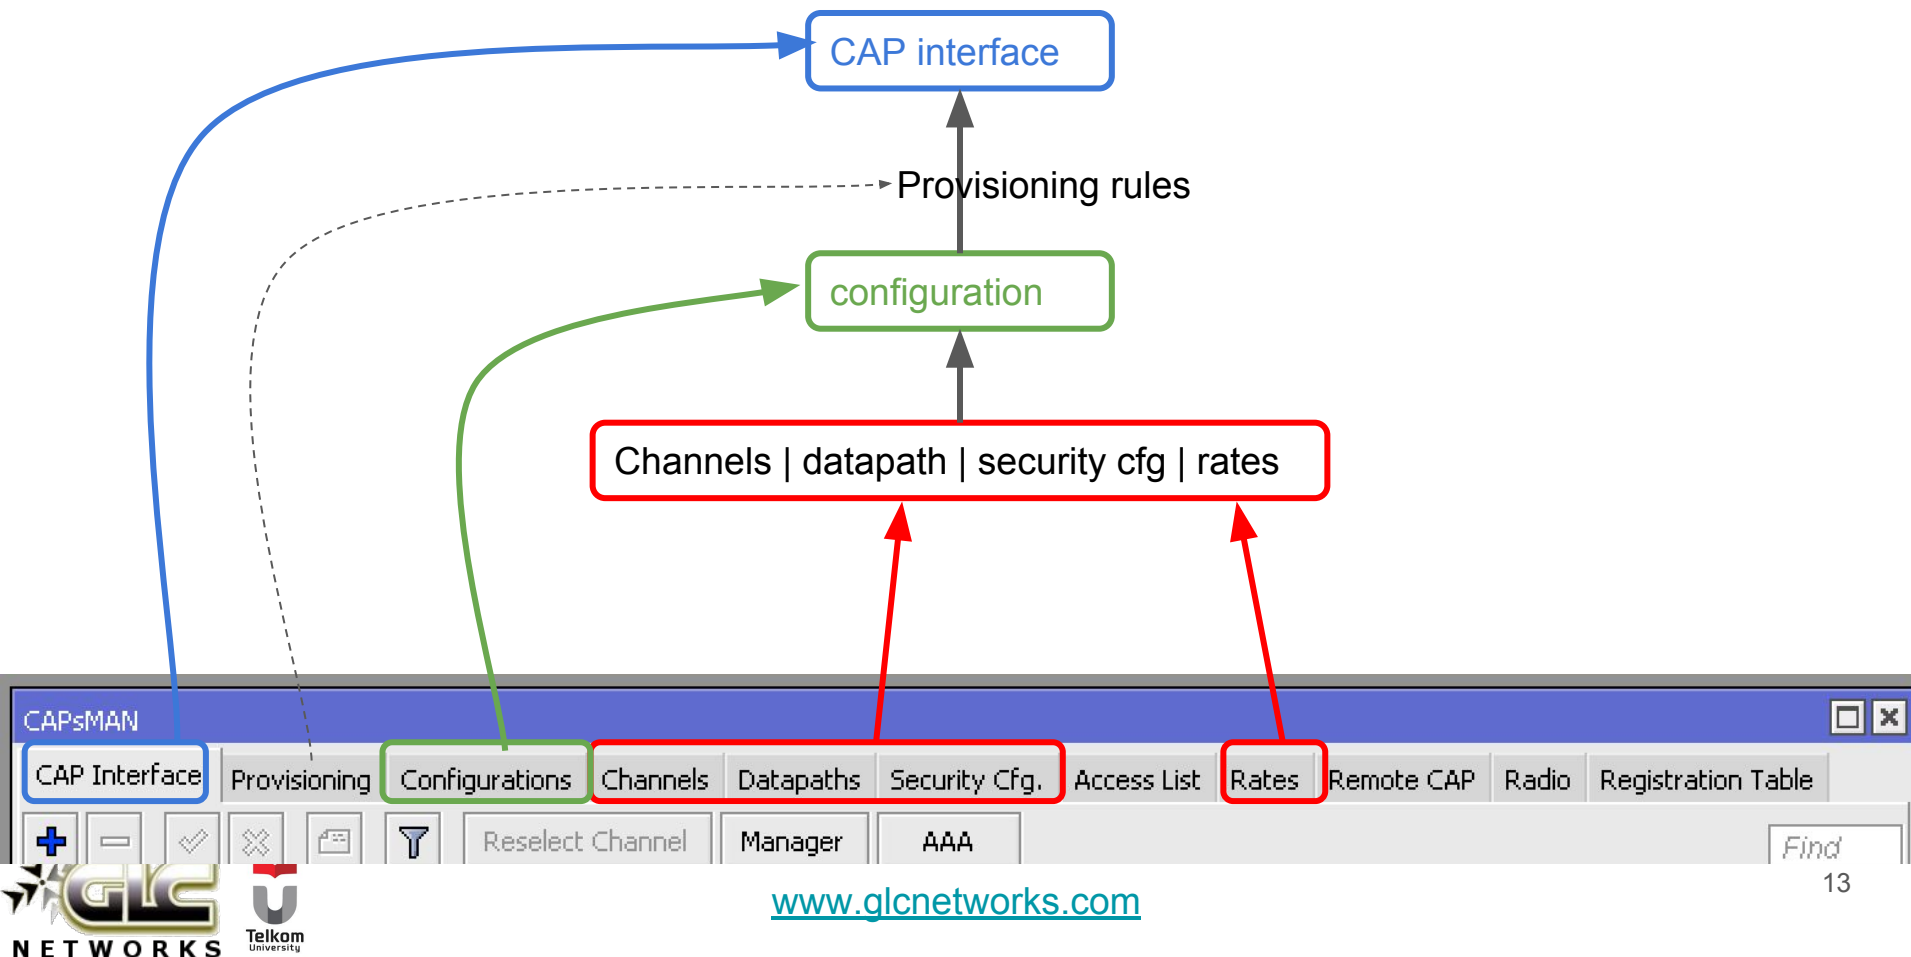 CAP interface
Provisioning rules
configuration
Channels | datapath | security cfg | rates
CAPsMAN
CAP Interface Provisioning Configurations Channels Datapaths Security Cfg. Access List Rates Remote CAP Radio Registration Table
Reselect Channel Manager AAA Find
GLC
NETWORKS
Telkom
University
www.glcnetworks.com
13